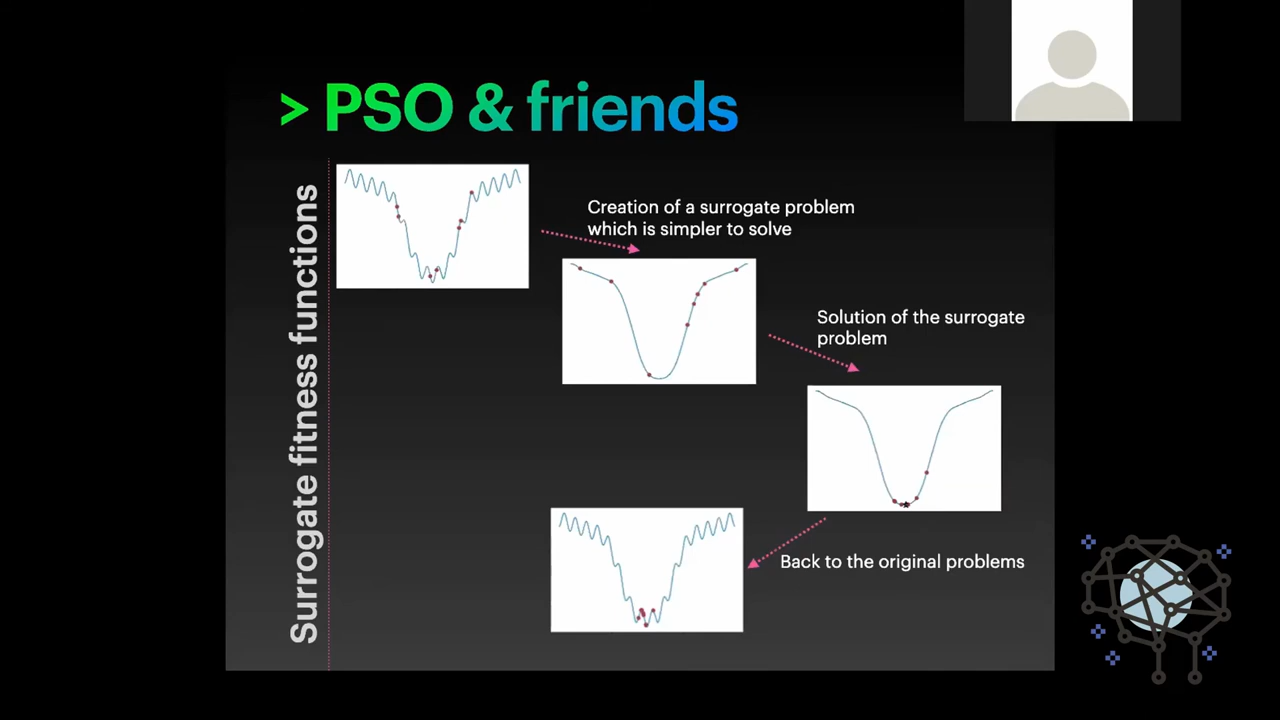 > PSO & friends
Surrogate fitness functions
Creation of a surrogate problem
which is simpler to solve
Solution of the surrogate
problem
Back to the original problems